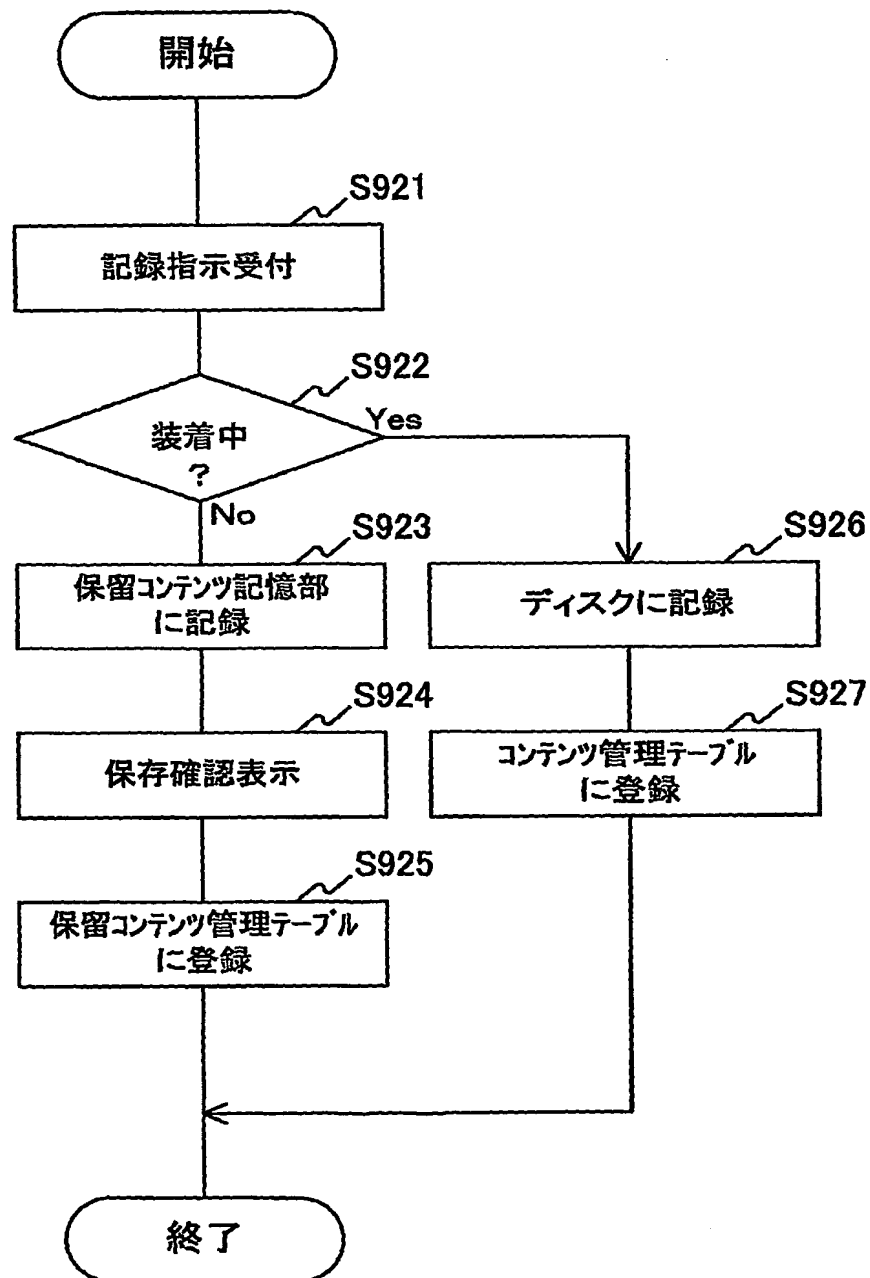 開始
S921
記録指示受付
S922
装着中
?
Yes
No
S923
保留コンテンツ記憶部
に記録
S924
保存確認表示
S925
保留コンテンツ管理テーブル
に登録
S926
ディスクに記録
S927
コンテンツ管理テーブル
に登録
終了